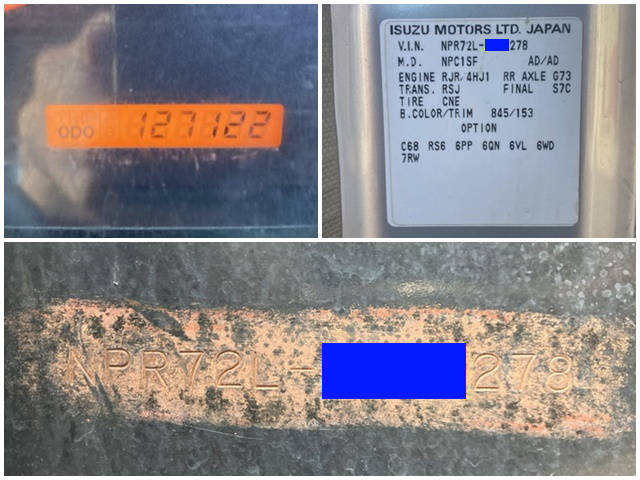 ODO 127122
ISUZU MOTORS LTD. JAPAN
V.I.N. NPR72L- 278
M.D. NPC1SF AD/AD
ENGINE RJR/4HJ1 RR AXLE G73
TRANS. RSJ FINAL S7C
TIRE CNE
B.COLOR/TRIM 845/153
OPTION
C68 RS6 6PP 6QN 6VL 6WD
7RW
NPR72L- 278